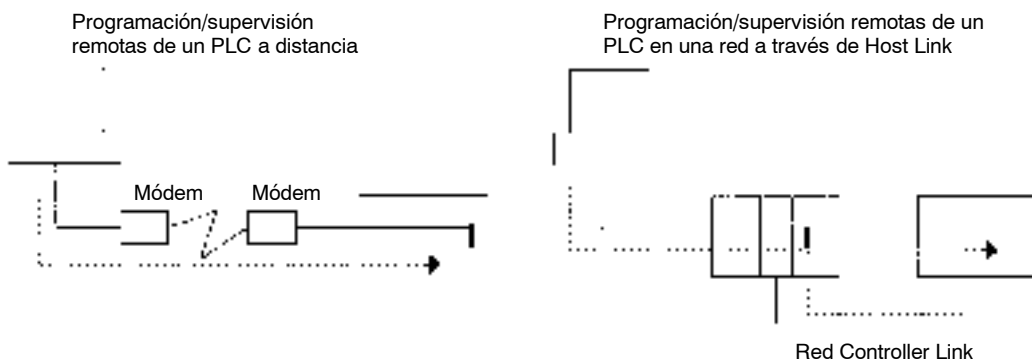 Programación/supervisión
remotas de un PLC a distancia
Programación/supervisión remotas de un
PLC en una red a través de Host Link
Módem
Módem
Red Controller Link